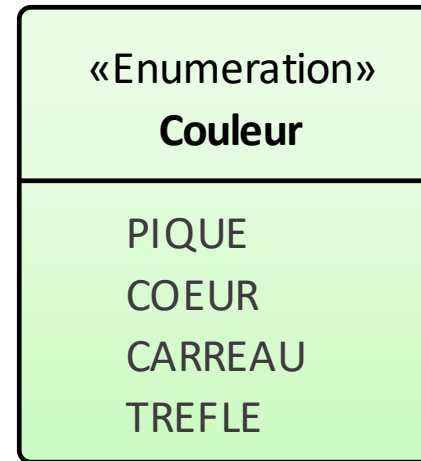 «Enumeration»
Couleur
PIQUE
COEUR
CARREAU
TREFLE